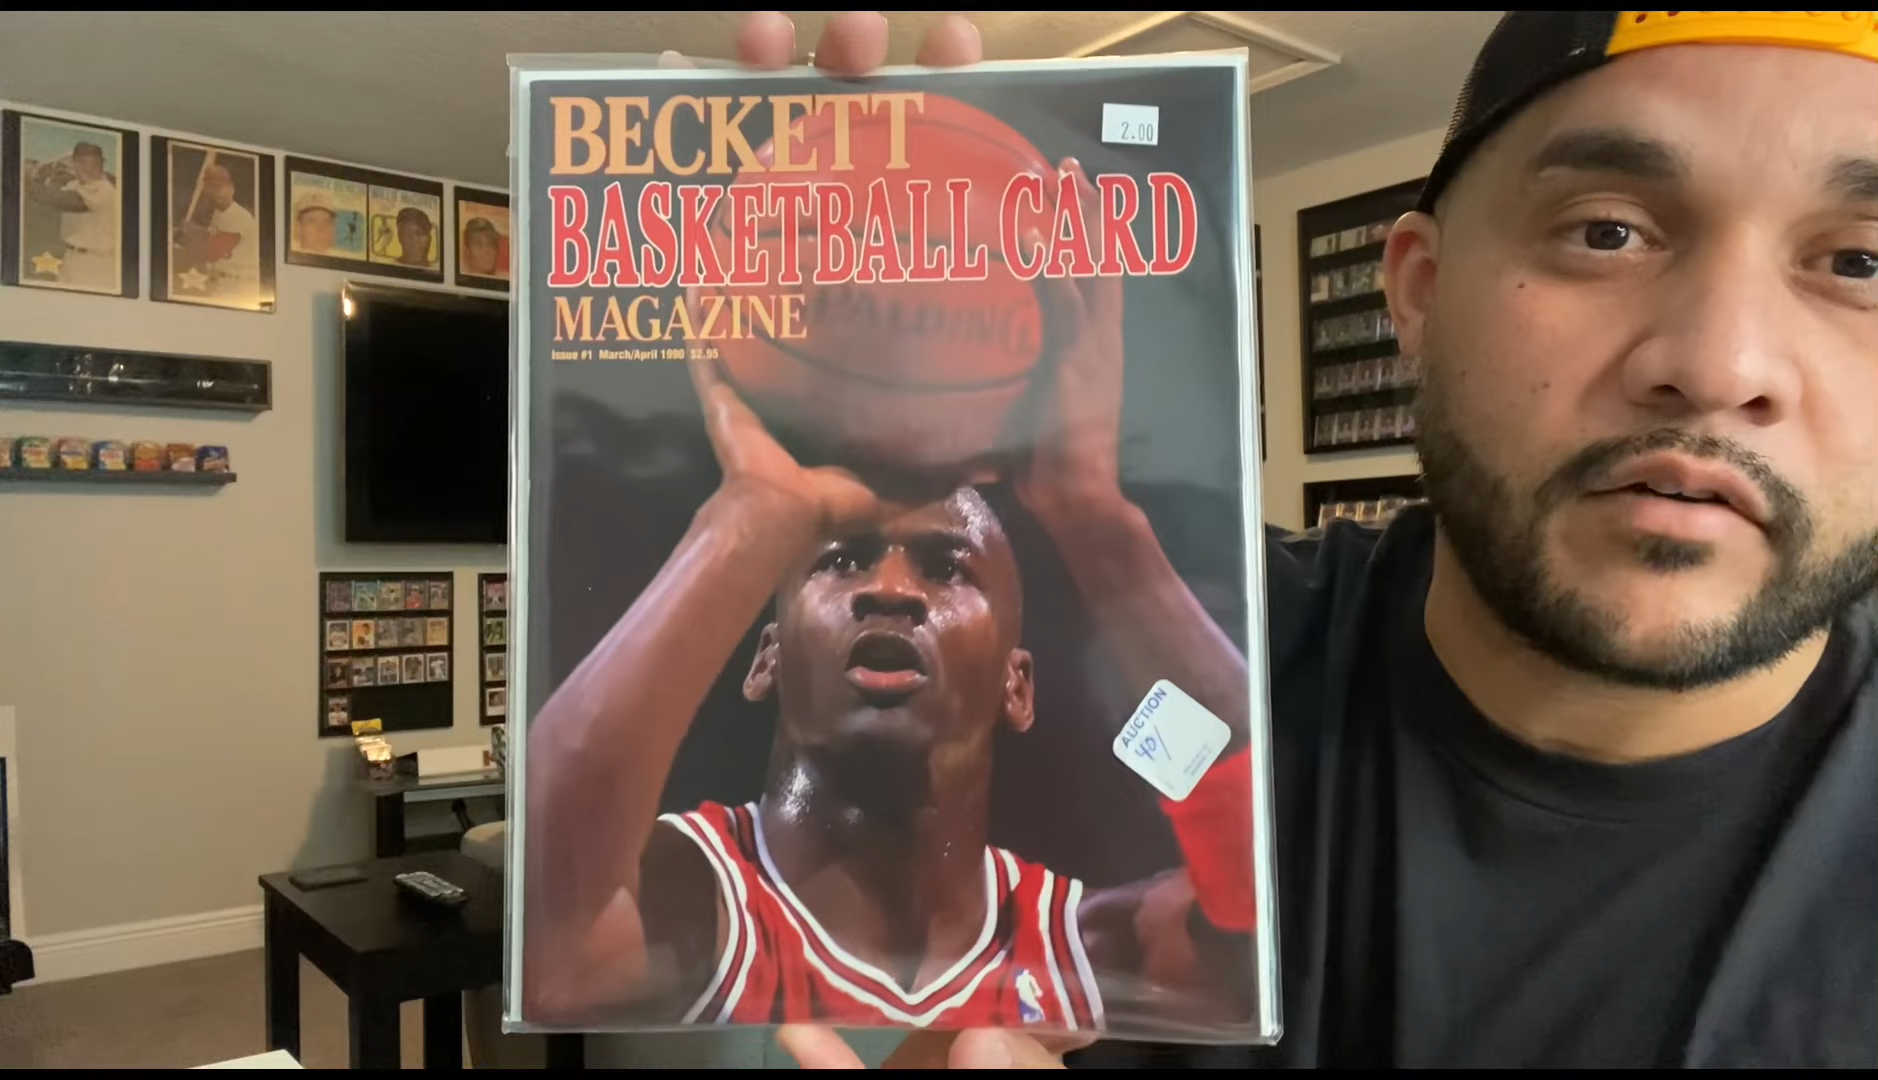 BECKETT
2.00
BASKETBALL CARD
SPALDING
MAGAZINE
Issue #1 March/April 1990 $2.95
AUCTION
40/